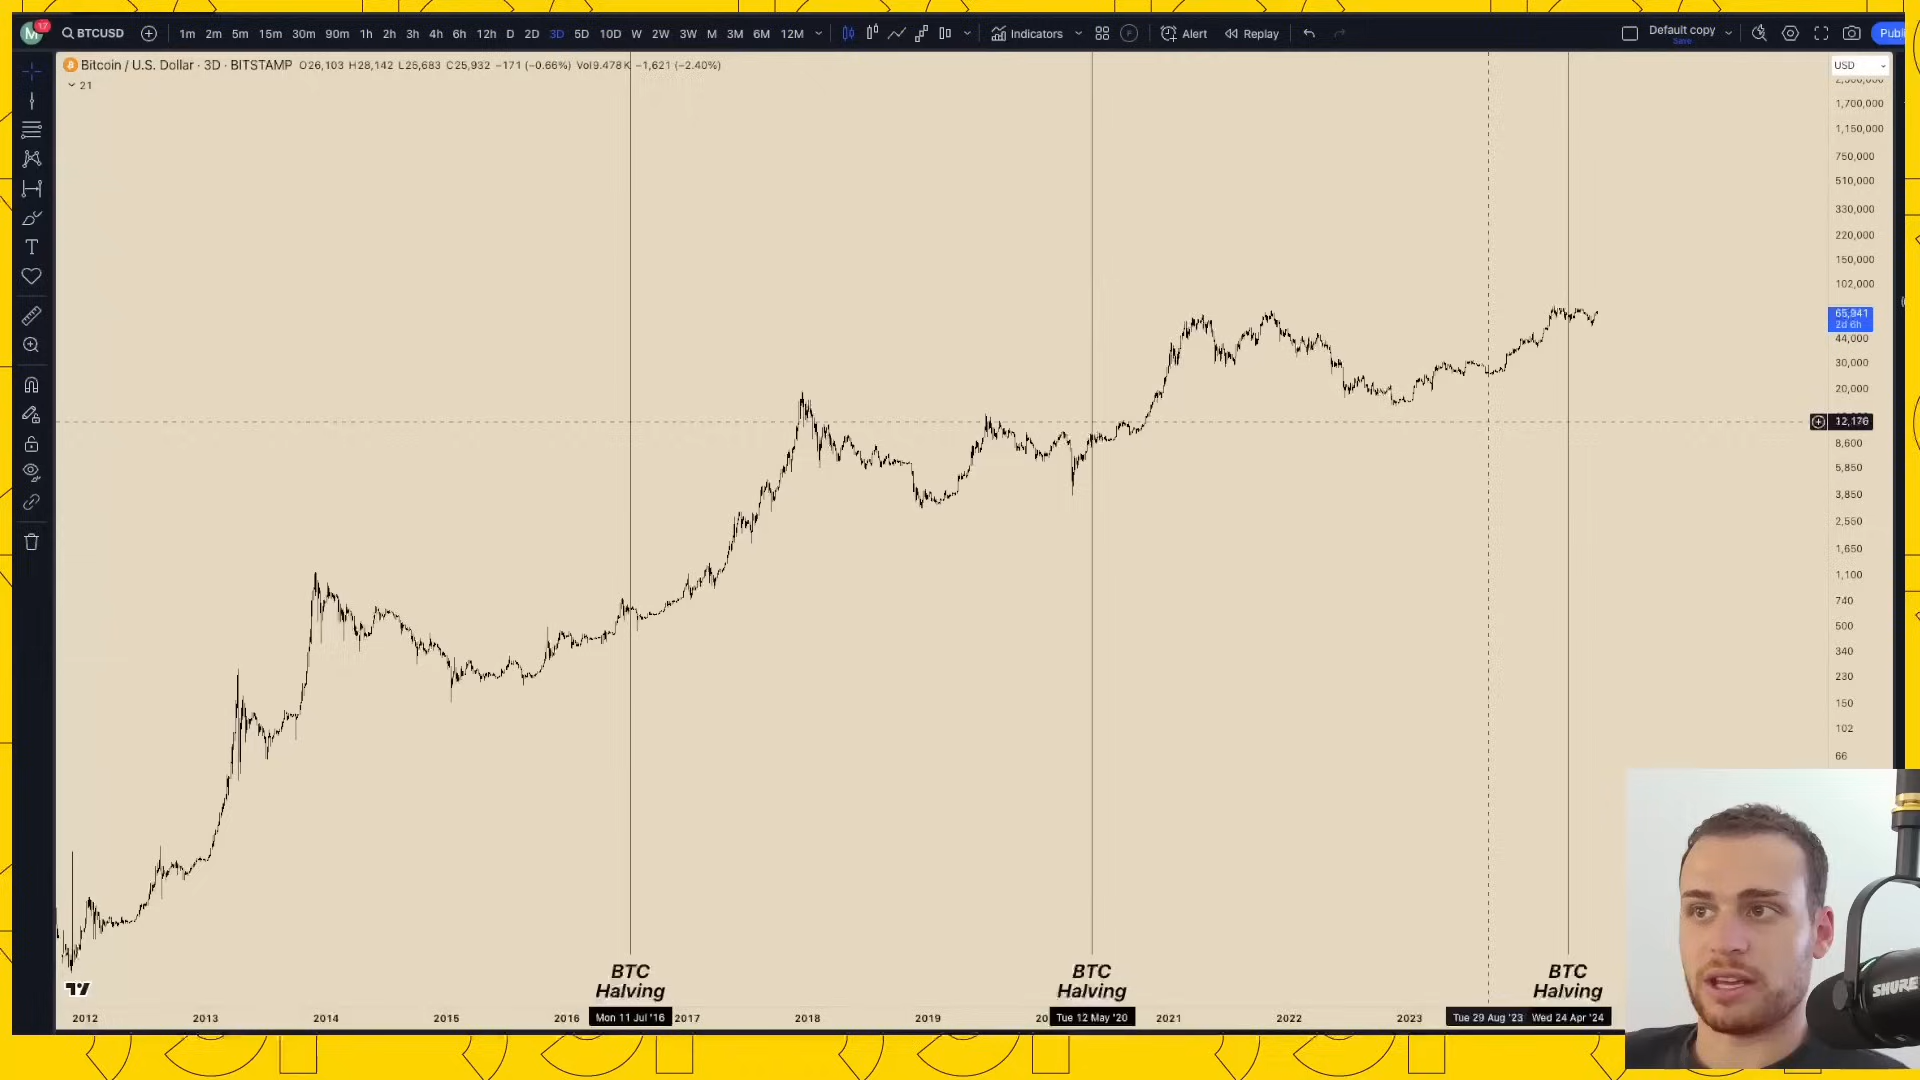 M 17 BTCUSD 1m 2m 5m 15m 30m 90m 1h 2h 3h 4h 6h 12h D 2D 3D 5D 10D W 2W 3W M 3M 6M 12M Indicators P Alert Replay Default copy Publ
Save
Bitcoin / U.S. Dollar · 3D · BITSTAMP O26,103 H28,142 L25,683 C25,932 −171 (−0.66%) Vol9.478K −1,621 (−2.40%)
USD
21
1,700,000
1,150,000
750,000
510,000
330,000
220,000
150,000
102,000
65,941
2d 6h
44,000
30,000
20,000
12,176
8,600
5,850
3,850
2,550
1,650
1,100
740
500
340
230
150
102
66
BTC
Halving
BTC
Halving
BTC
Halving
2012 2013 2014 2015 2016 Mon 11 Jul '16 2017 2018 2019 Tue 12 May '20 2021 2022 2023 Tue 29 Aug '23 Wed 24 Apr '24
SHURE